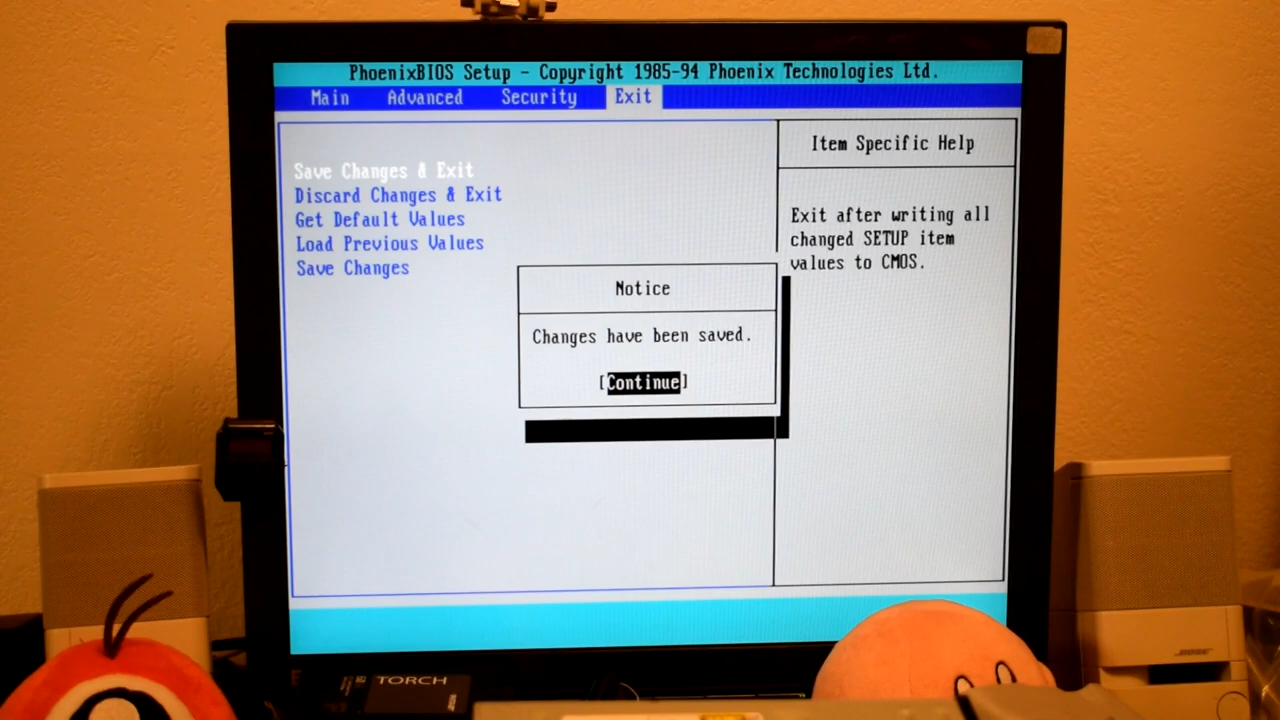 PhoenixBIOS Setup - Copyright 1985-94 Phoenix Technologies Ltd.
Main Advanced Security Exit
Item Specific Help
Save Changes & Exit
Discard Changes & Exit
Get Default Values
Load Previous Values
Save Changes
Exit after writing all
changed SETUP item
values to CMOS.
Notice
Changes have been saved.
[Continue]
TORCH
BOSE